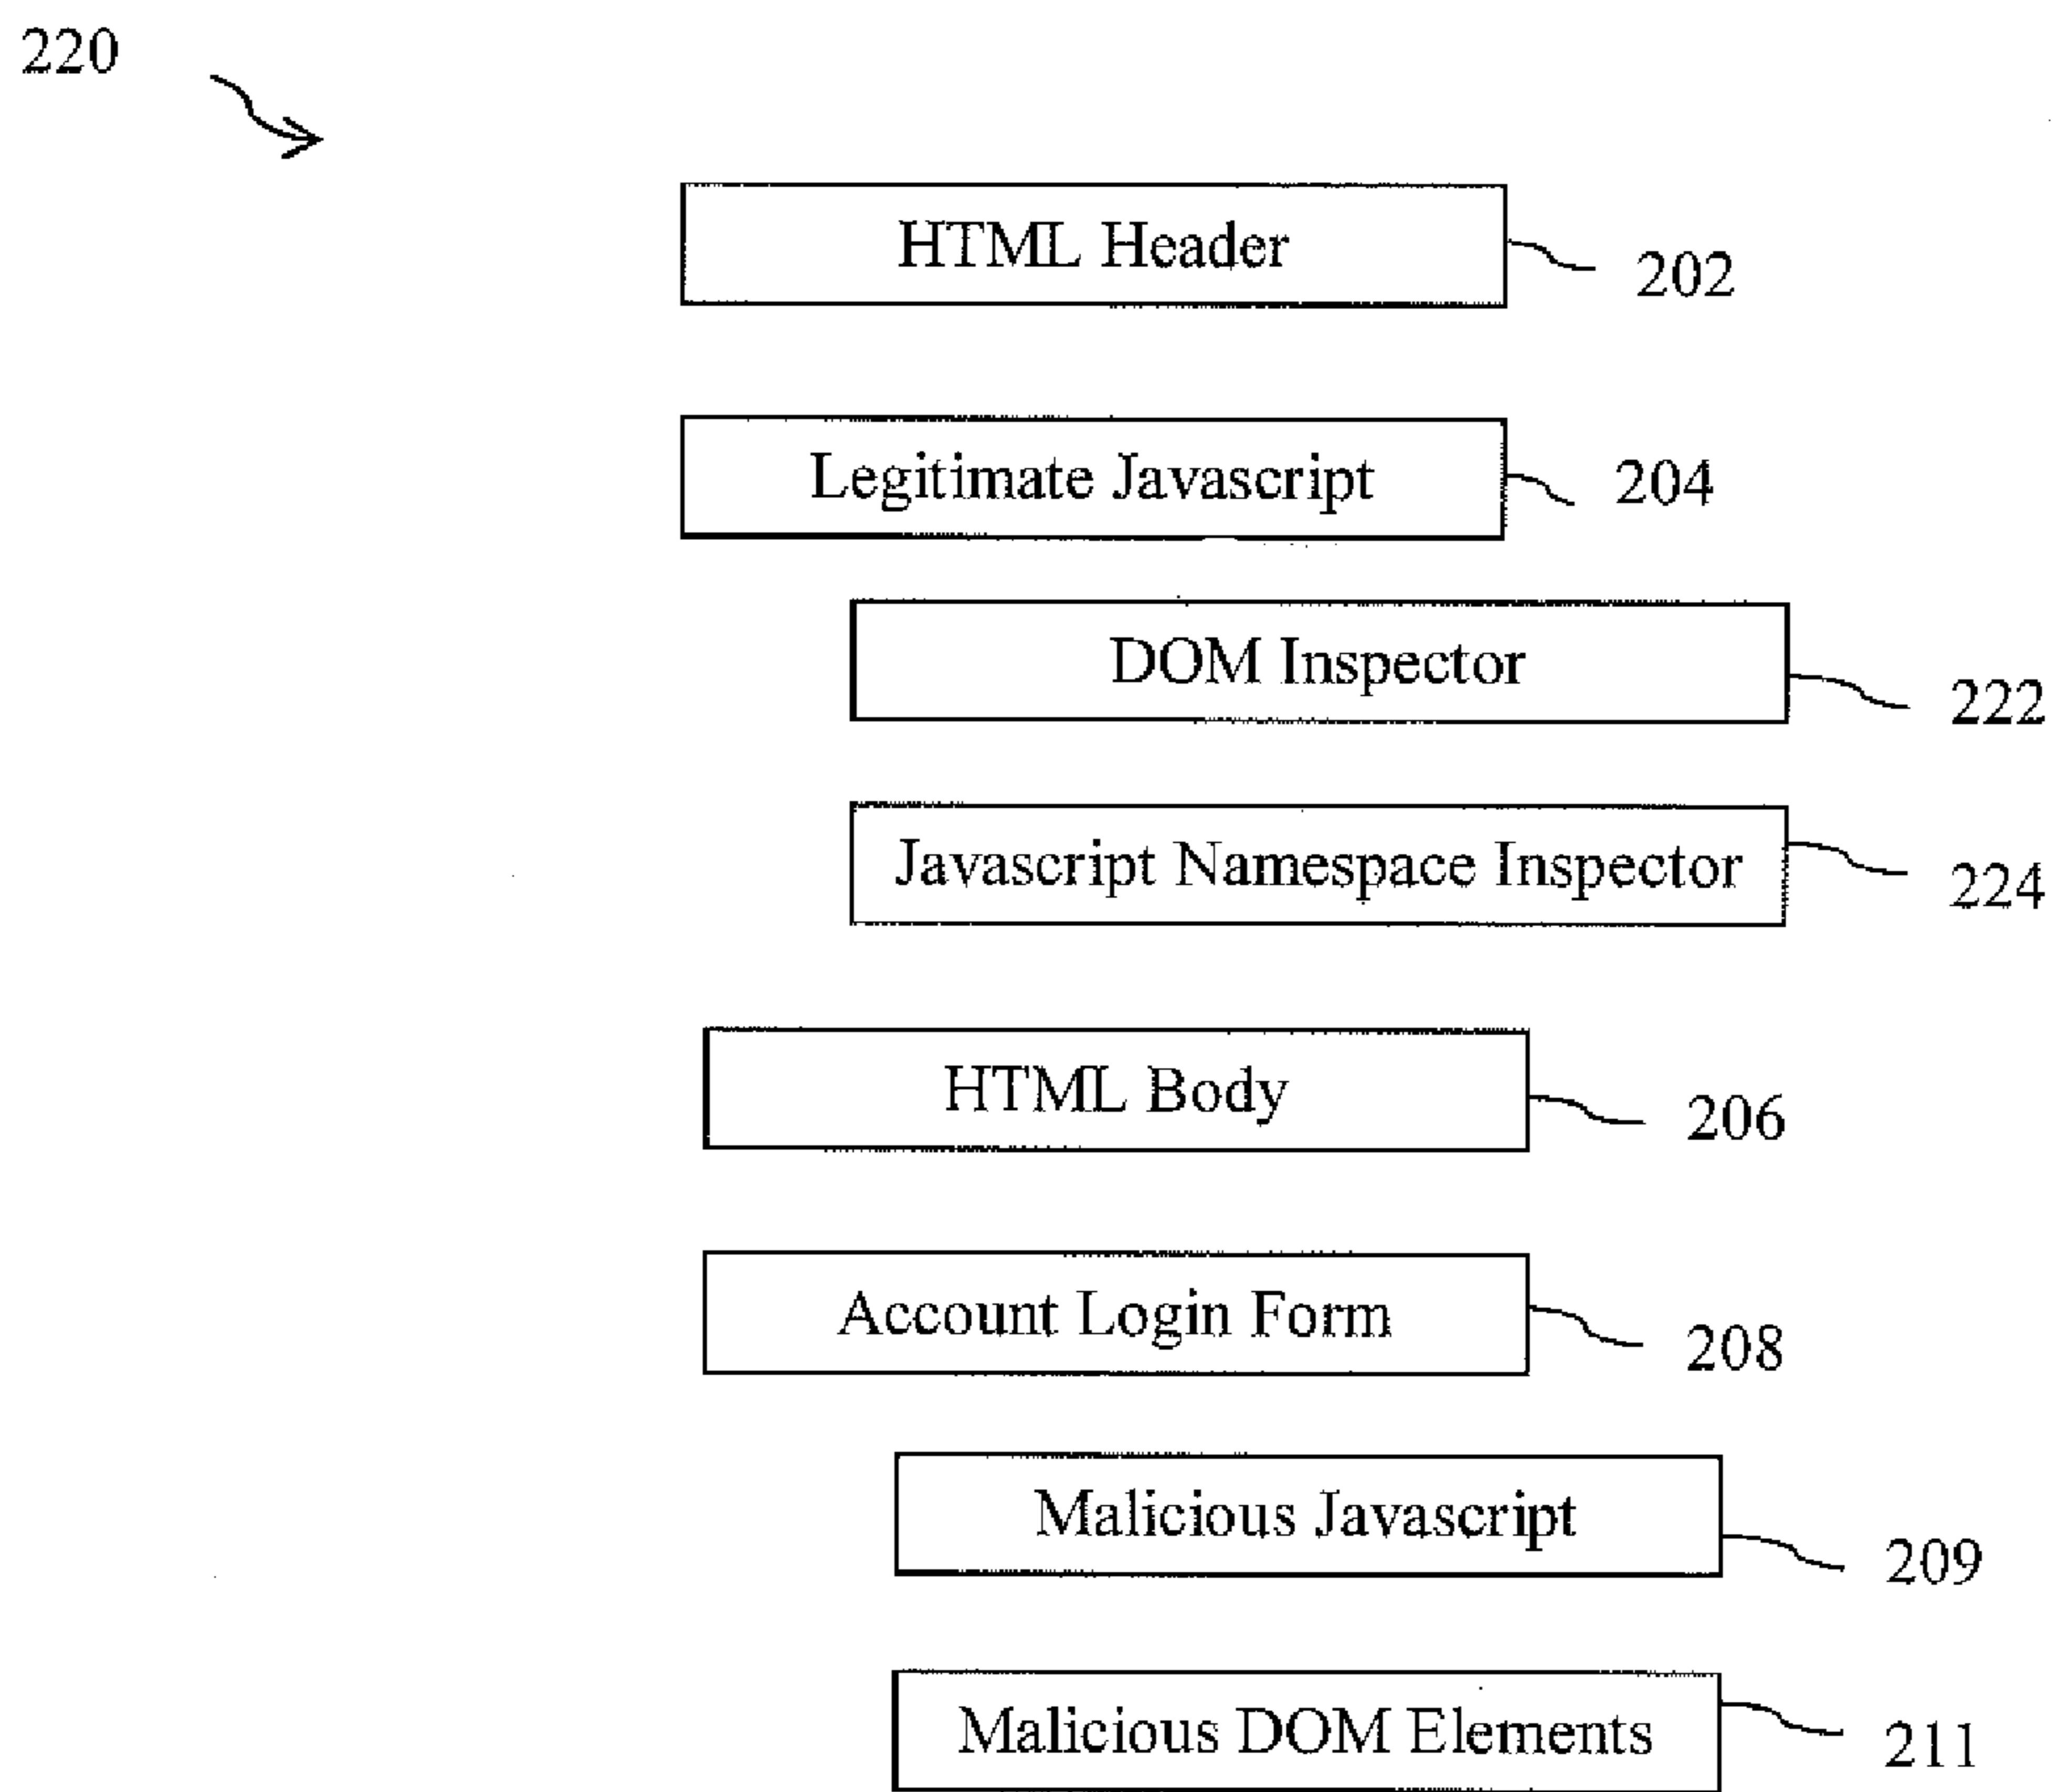 220
HTML Header
202
Legitimate Javascript
204
DOM Inspector
222
Javascript Namespace Inspector
224
HTML Body
206
Account Login Form
208
Malicious Javascript
209
Malicious DOM Elements
211